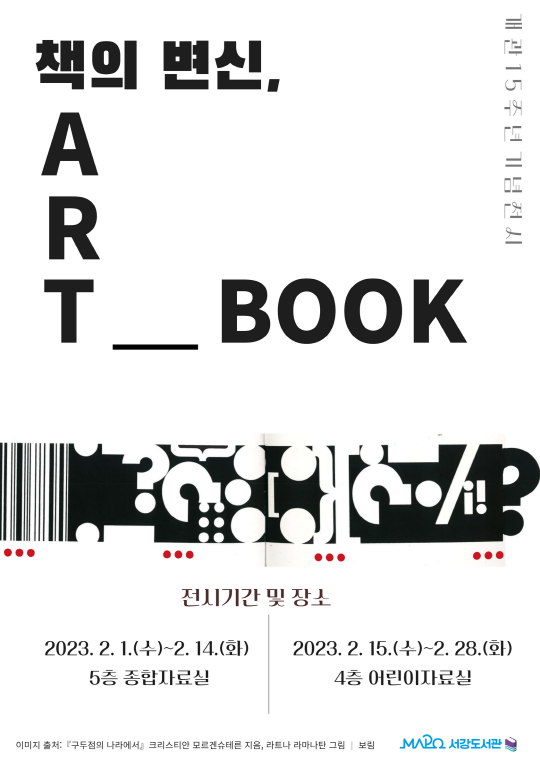 책의 변신,
A
R
T __ BOOK
개관15주년기념전시
전시기간 및 장소
2023. 2. 1.(수)~2. 14.(화)
5층 종합자료실
2023. 2. 15.(수)~2. 28.(화)
4층 어린이자료실
이미지 출처:『구두점의 나라에서』크리스티안 모르겐슈테른 지음, 라트나 라마나탄 그림 | 보림
MAPO 서강도서관